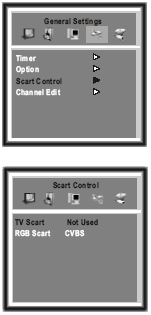 General Settings
Timer
Option
Scart Control
Channel Edit
Scart Control
TV Scart Not Used
RGB Scart CVBS